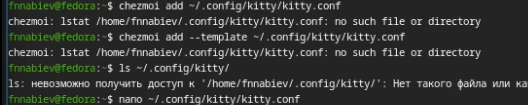 fnnabiev@fedora:~$ chezmoi add ~/.config/kitty/kitty.conf
chezmoi: lstat /home/fnnabiev/.config/kitty/kitty.conf: no such file or directory
fnnabiev@fedora:~$ chezmoi add --template ~/.config/kitty/kitty.conf
chezmoi: lstat /home/fnnabiev/.config/kitty/kitty.conf: no such file or directory
fnnabiev@fedora:~$ ls ~/.config/kitty/
ls: невозможно получить доступ к '/home/fnnabiev/.config/kitty/': Нет такого файла или ка
fnnabiev@fedora:~$ nano ~/.config/kitty/kitty.conf